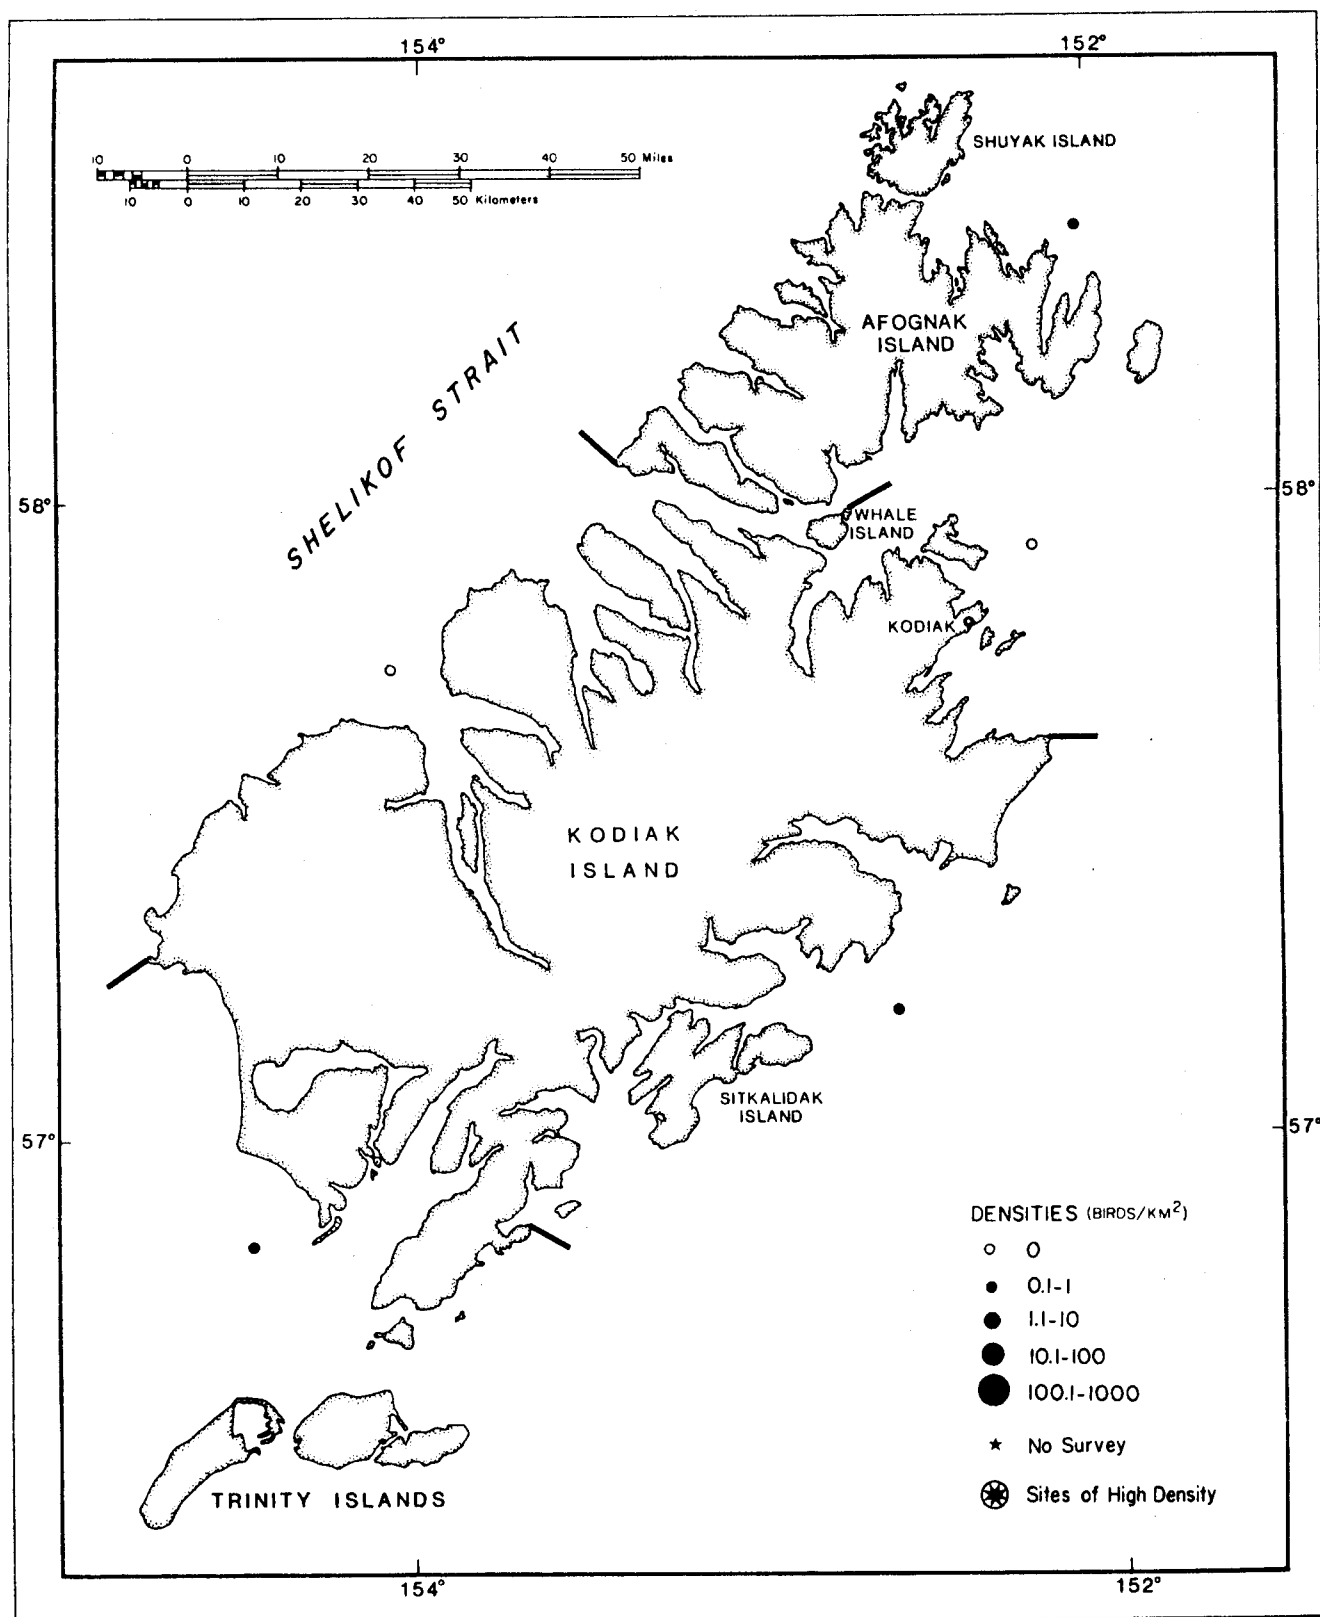 154°
152°
SHUYAK ISLAND
10 0 10 20 30 40 50 Miles
10 0 10 20 30 40 50 Kilometers
AFOGNAK
ISLAND
SHELIKOF STRAIT
58°
58°
WHALE
ISLAND
KODIAK
KODIAK
ISLAND
SITKALIDAK
ISLAND
57°
57°
DENSITIES (BIRDS/KM²)
0
0.1-1
1.1-10
10.1-100
100.1-1000
No Survey
Sites of High Density
TRINITY ISLANDS
154°
152°